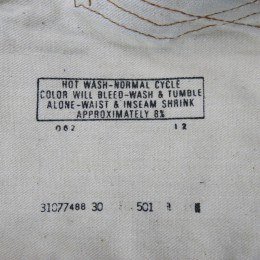 HOT WASH-NORMAL CYCLE
COLOR WILL BLEED-WASH & TUMBLE
ALONE-WAIST & INSEAM SHRINK
APPROXIMATELY 8%
062 12
31077488 30 501